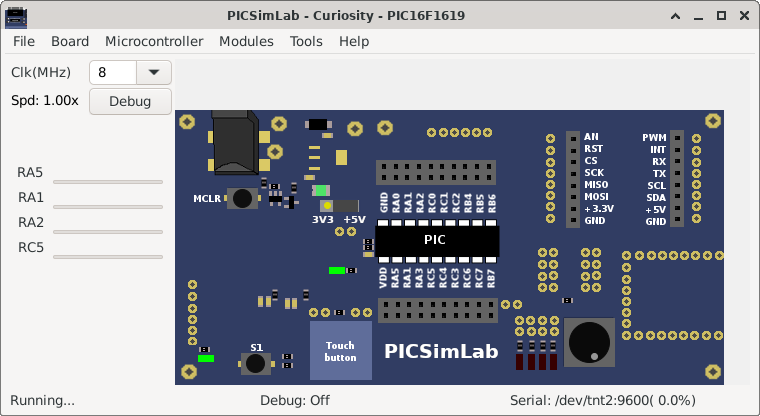 PICSimLab - Curiosity - PIC16F1619
File Board Microcontroller Modules Tools Help
Clk(MHz) 8
Spd: 1.00x Debug
RA5
RA1
RA2
RC5
MCLR
3V3 +5V
GND RA0 RA1 RA2 RC0 RC1 RC2 RB4 RB5 RB6
PIC
VDD RA5 RA1 RA3 RC5 RC4 RC3 RC6 RC7 RB7
AN
RST
CS
SCK
MISO
MOSI
+3.3V
GND
PWM
INT
RX
TX
SCL
SDA
+5V
GND
S1
Touch
button
PICSimLab
Running... Debug: Off Serial: /dev/tnt2:9600( 0.0%)